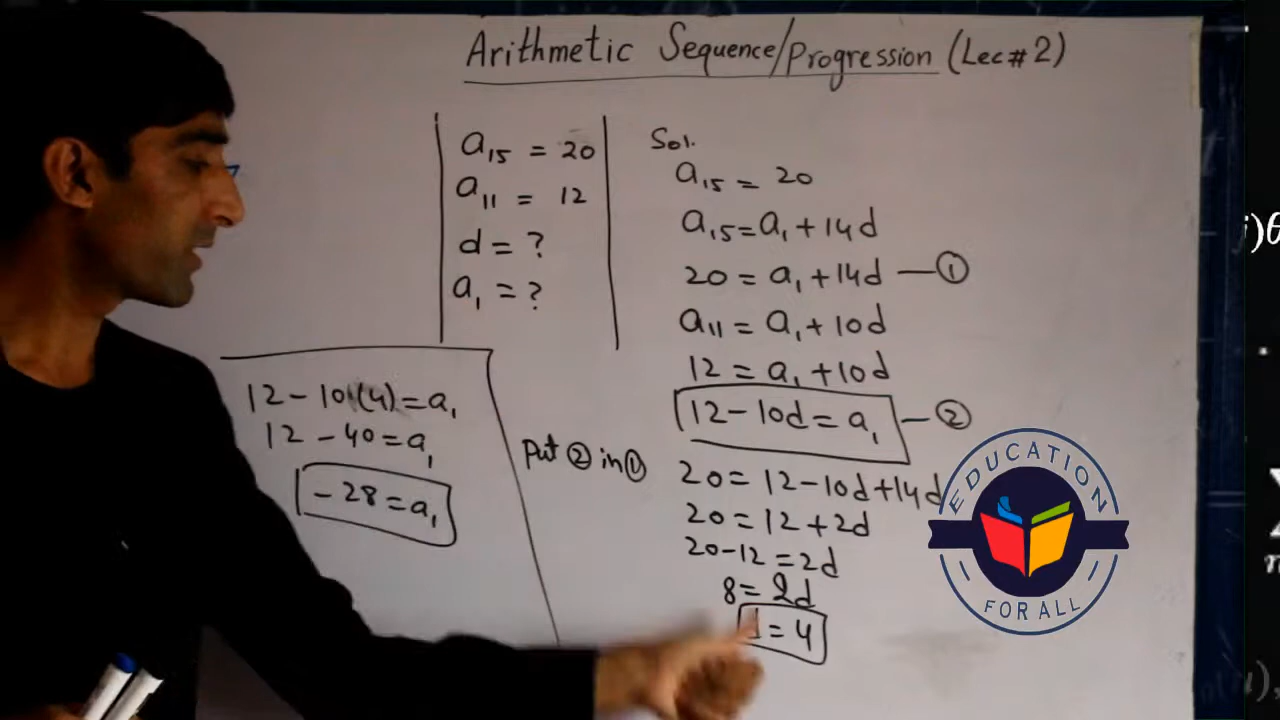 Arithmetic Sequence/Progression (Lec#2)
a₁₅ = 20
a₁₁ = 12
d = ?
a₁ = ?
Sol.
a₁₅ = 20
a₁₅ = a₁ + 14d
20 = a₁ + 14d — ①
a₁₁ = a₁ + 10d
12 = a₁ + 10d
12 - 10d = a₁ — ②
Put ② in ①
20 = 12 - 10d + 14d
20 = 12 + 2d
20 - 12 = 2d
8 = 2d
d = 4
12 - 10(4) = a₁
12 - 40 = a₁
-28 = a₁
EDUCATION
FOR ALL